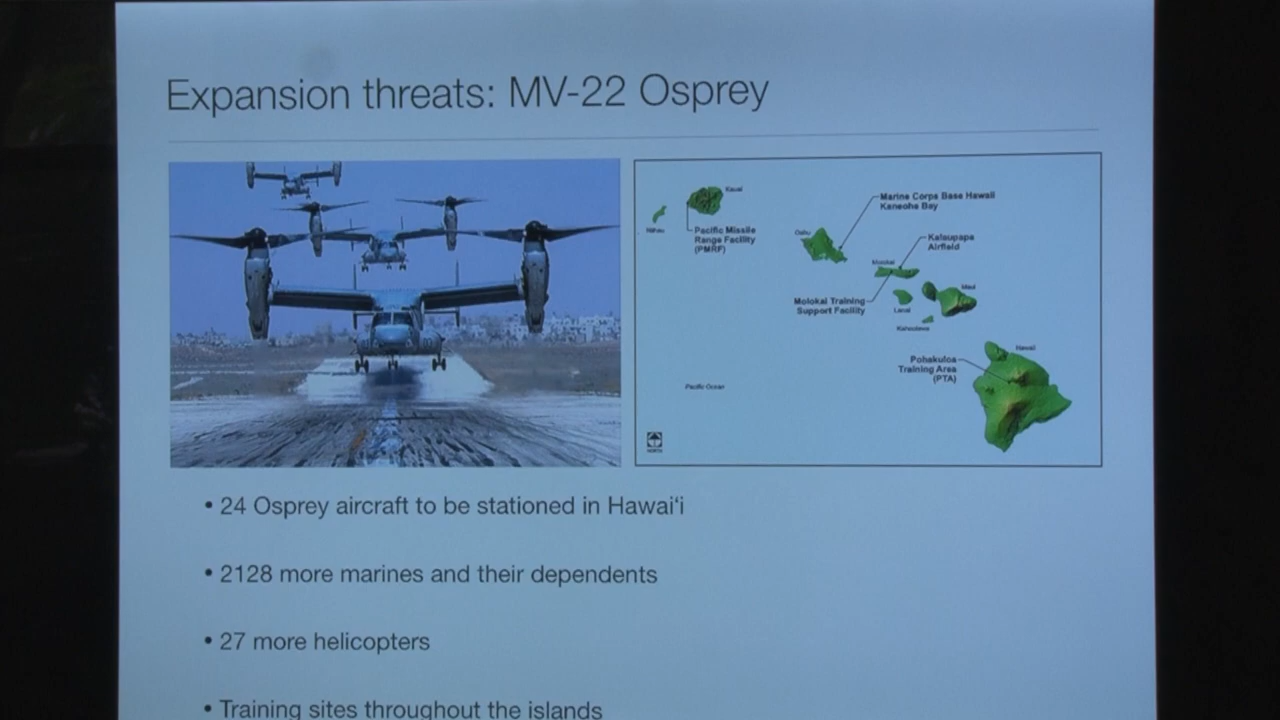 Expansion threats: MV-22 Osprey
Kauai
Niihau
Pacific Missile
Range Facility
(PMRF)
Marine Corps Base Hawaii
Kaneohe Bay
Oahu
Kalaupapa
Airfield
Molokai
Molokai Training
Support Facility
Lanai
Maui
Kahoolawe
Hawaii
Pohakuloa
Training Area
(PTA)
Pacific Ocean
NORTH
• 24 Osprey aircraft to be stationed in Hawai‘i
• 2128 more marines and their dependents
• 27 more helicopters
• Training sites throughout the islands